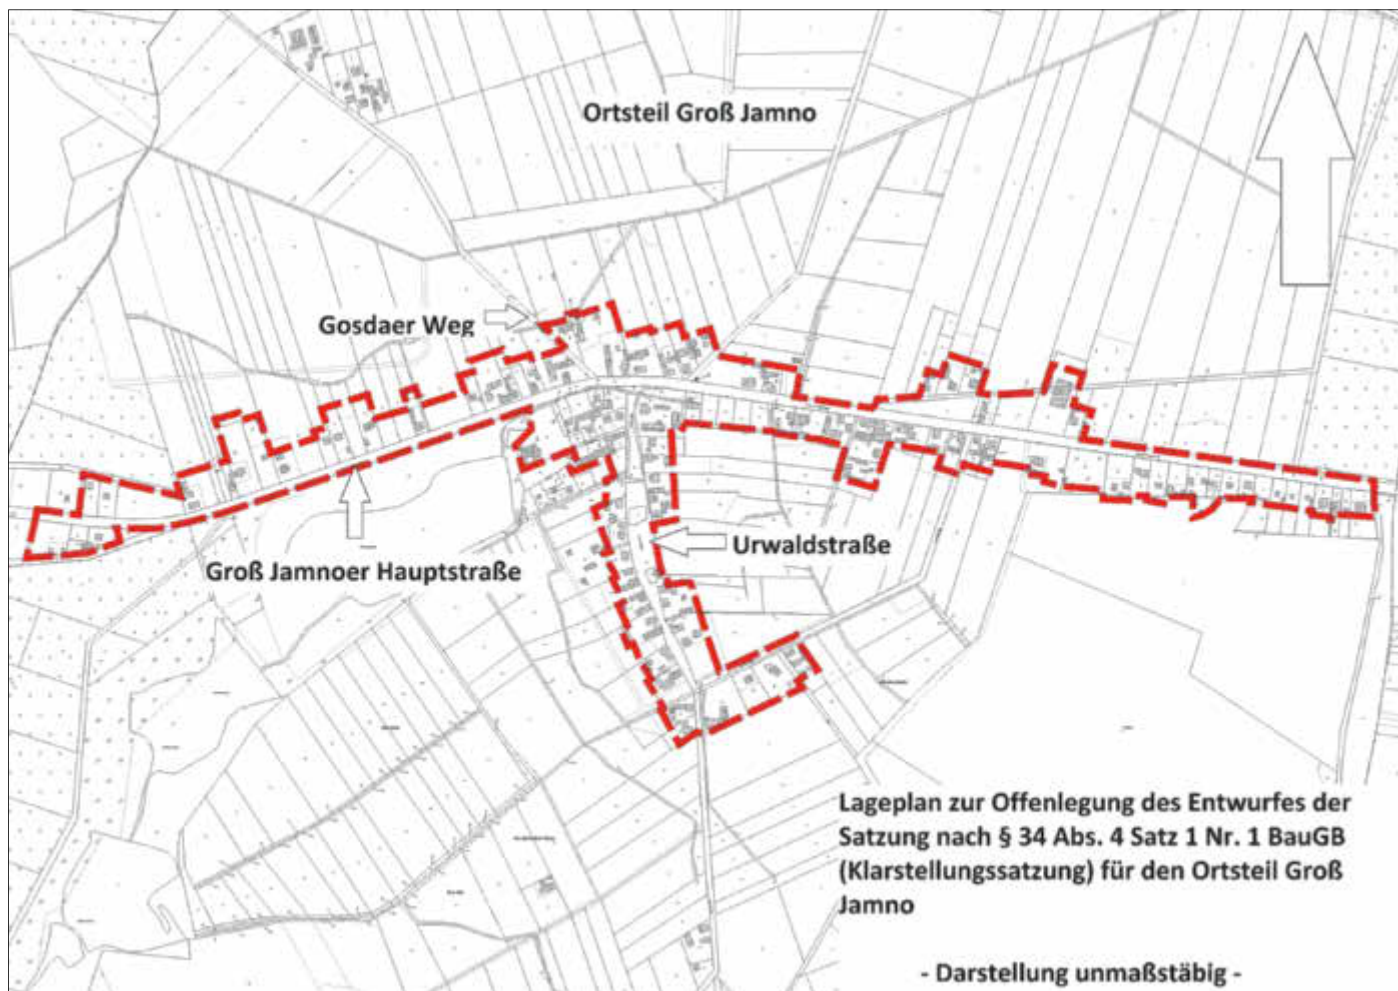 Ortsteil Groß Jamno
Gosdaer Weg
Groß Jamnoer Hauptstraße
Urwaldstraße
Lageplan zur Offenlegung des Entwurfes der
Satzung nach § 34 Abs. 4 Satz 1 Nr. 1 BauGB
(Klarstellungssatzung) für den Ortsteil Groß
Jamno
- Darstellung unmaßstäbig -